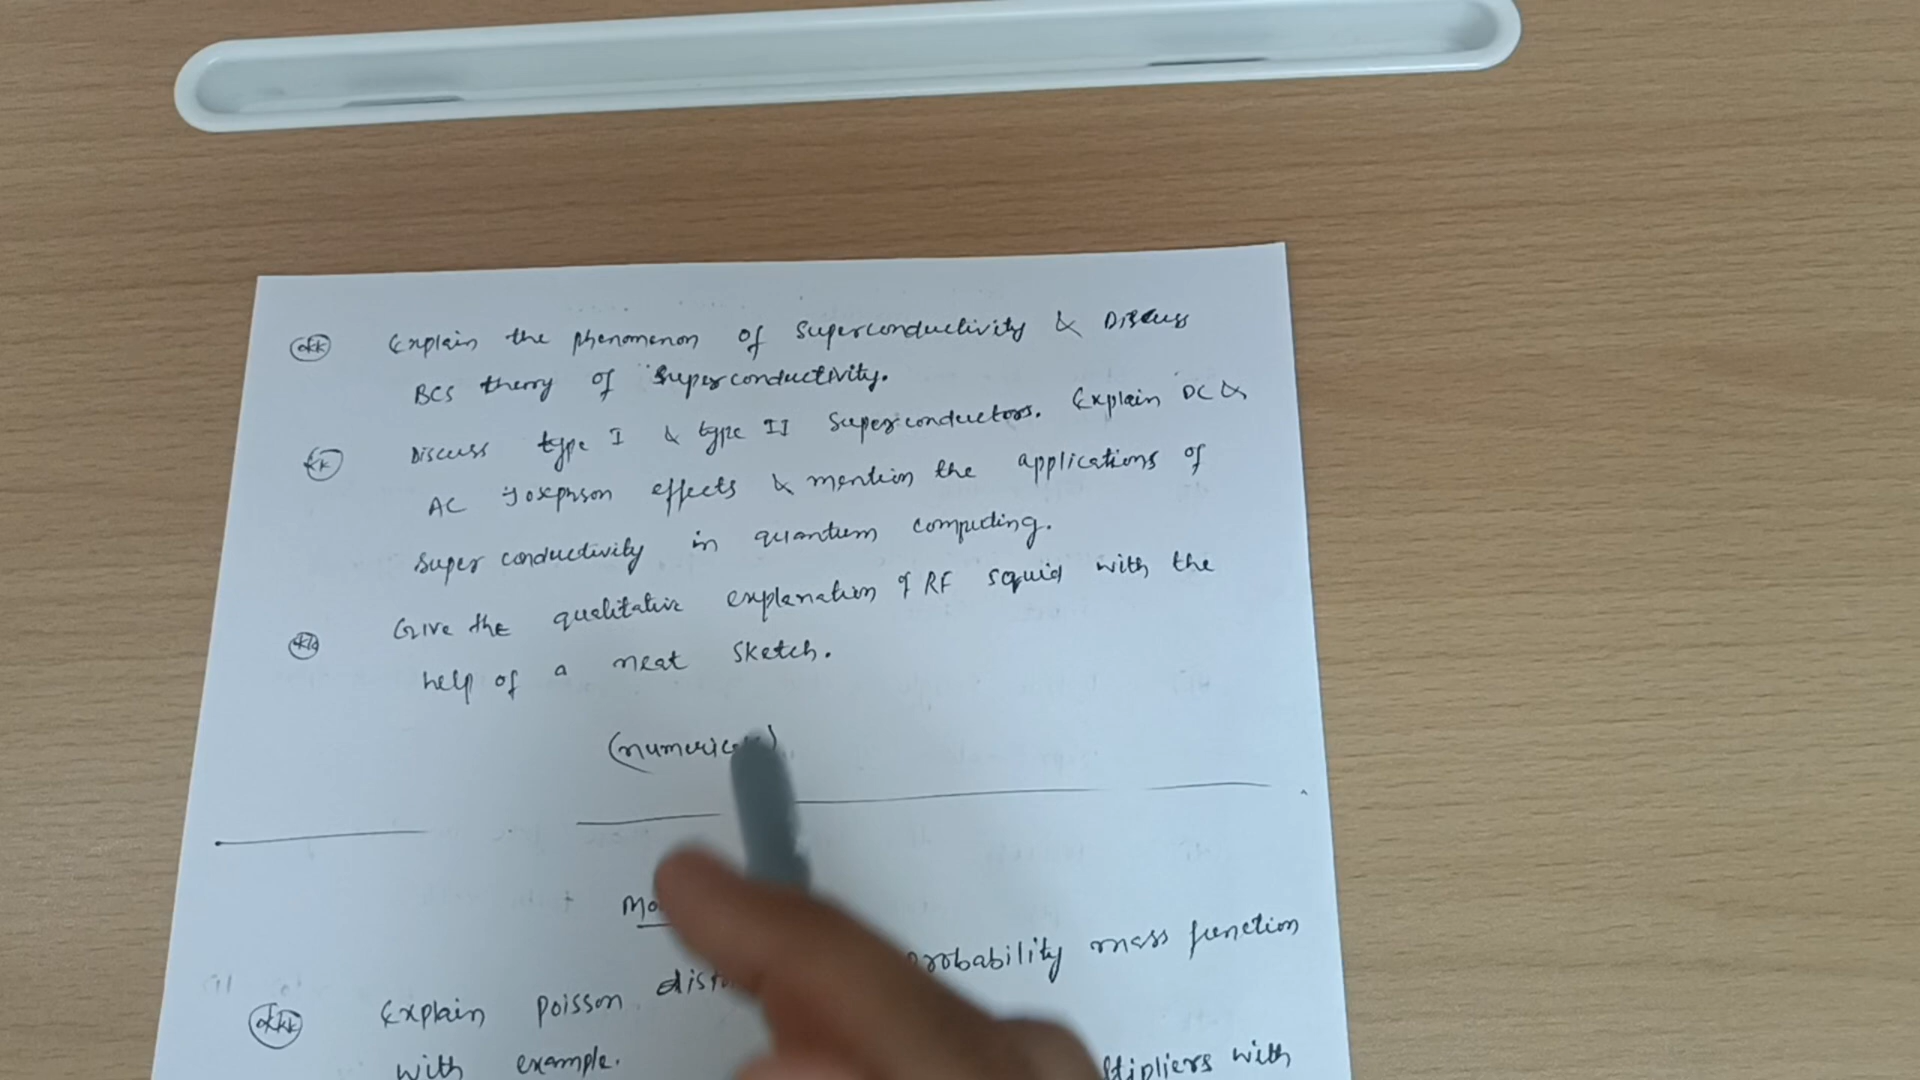 Explain the phenomenon of superconductivity & Discuss
BCS theory of superconductivity.
Discuss type I & type II superconductors. Explain DC &
AC Josephson effects & mention the applications of
super conductivity in quantum computing.
Give the qualitative explanation of RF squid with the
help of a neat sketch.
Explain poisson probability mass function
with example. with